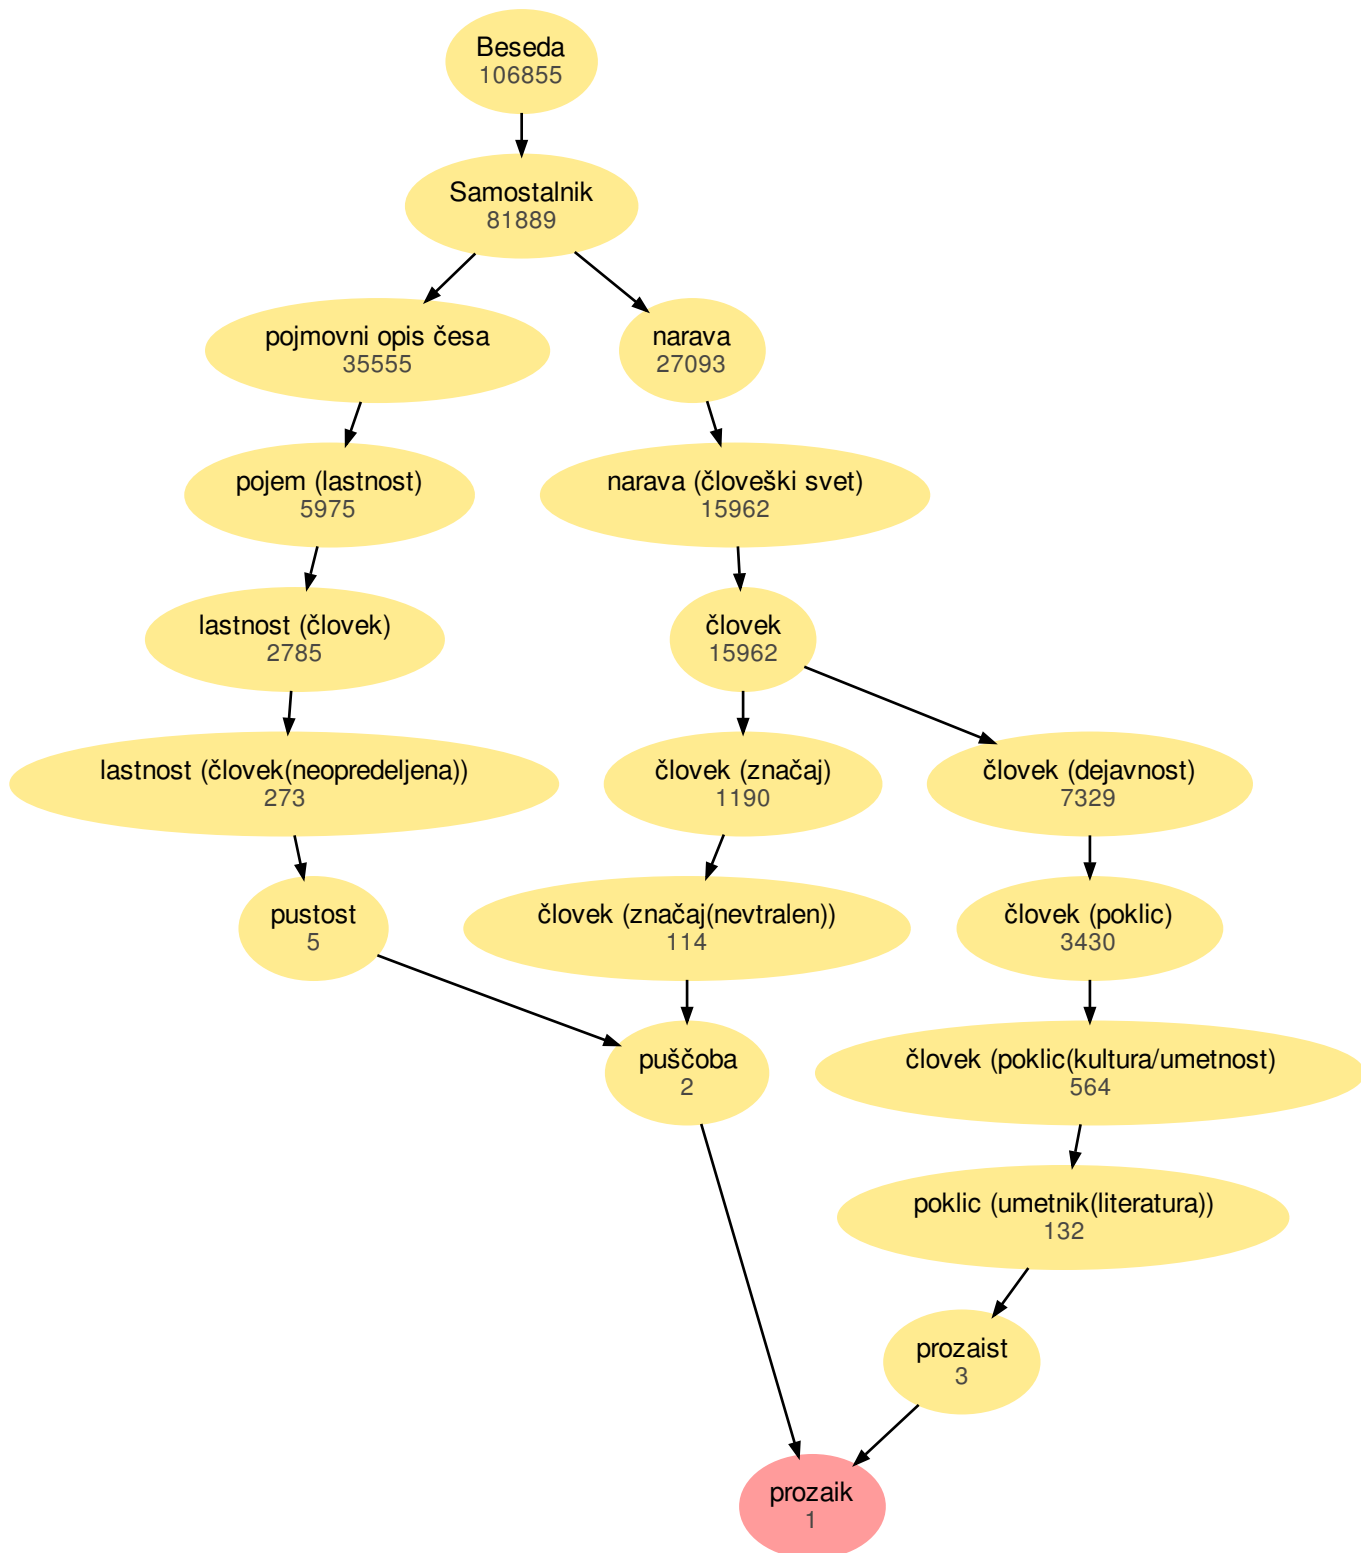 Beseda
106855
Samostalnik
81889
pojmovni opis česa
35555
narava
27093
pojem (lastnost)
5975
narava (človeški svet)
15962
lastnost (človek)
2785
človek
15962
lastnost (človek(neopredeljena))
273
človek (značaj)
1190
človek (dejavnost)
7329
pustost
5
človek (značaj(nevtralen))
114
človek (poklic)
3430
puščoba
2
človek (poklic(kultura/umetnost)
564
poklic (umetnik(literatura))
132
prozaist
3
prozaik
1